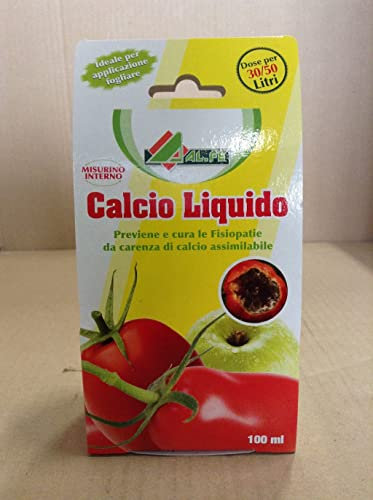 Ideale per
applicazione
fogliare
Dose per
30/50
Litri
AL.FE
MISURINO
INTERNO
Calcio Liquido
Previene e cura le Fisiopatie
da carenza di calcio assimilabile
100 ml